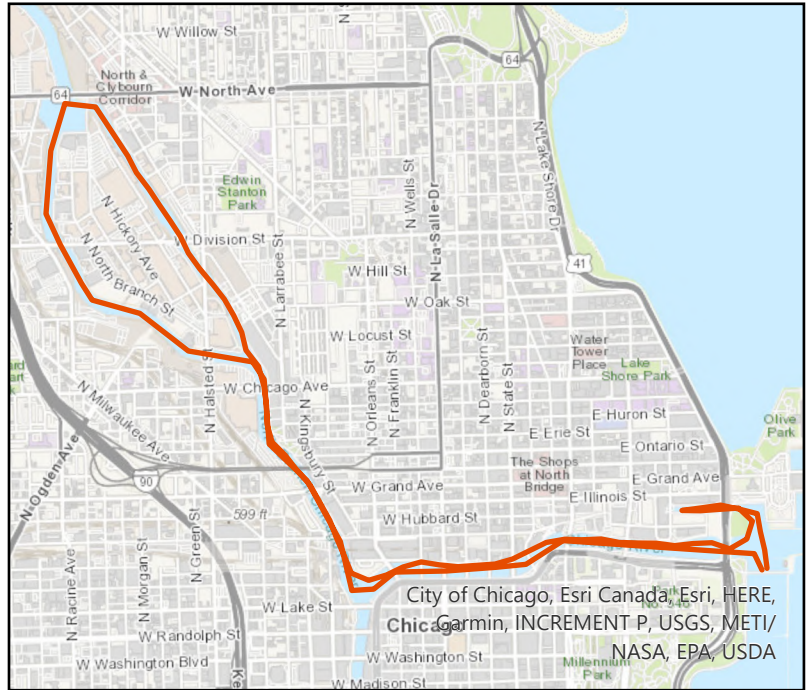 W Willow St
N S
64
North &
Clybourn
Corridor
64
W North Ave
N Lake Shore Dr
Edwin
Stanton
Park
N Wells St
N La Salle Dr
N Hickory Ave
W Division St
N North Branch St
N Larrabee St
W Hill St
41
W Oak St
W Locust St
N Orleans St
N Franklin St
N Dearborn St
N State St
Water
Tower
Place
Lake
Shore Park
ard
N Halsted St
W Chicago Ave
N Milwaukee Ave
N Kingsbury St
E Huron St
E Erie St
E Ontario St
Olive
Park
N Ogden Ave
90
W Grand Ave
The Shops
at North
Bridge
E Grand Ave
E Illinois St
599 ft
W Hubbard St
N Racine Ave
N Morgan St
N Green St
River
W Lake St
Chicago
W Randolph St
W Washington Blvd
W Washington St
Millennium
Park
W Madison St
City of Chicago, Esri Canada, Esri, HERE,
Garmin, INCREMENT P, USGS, METI/
NASA, EPA, USDA